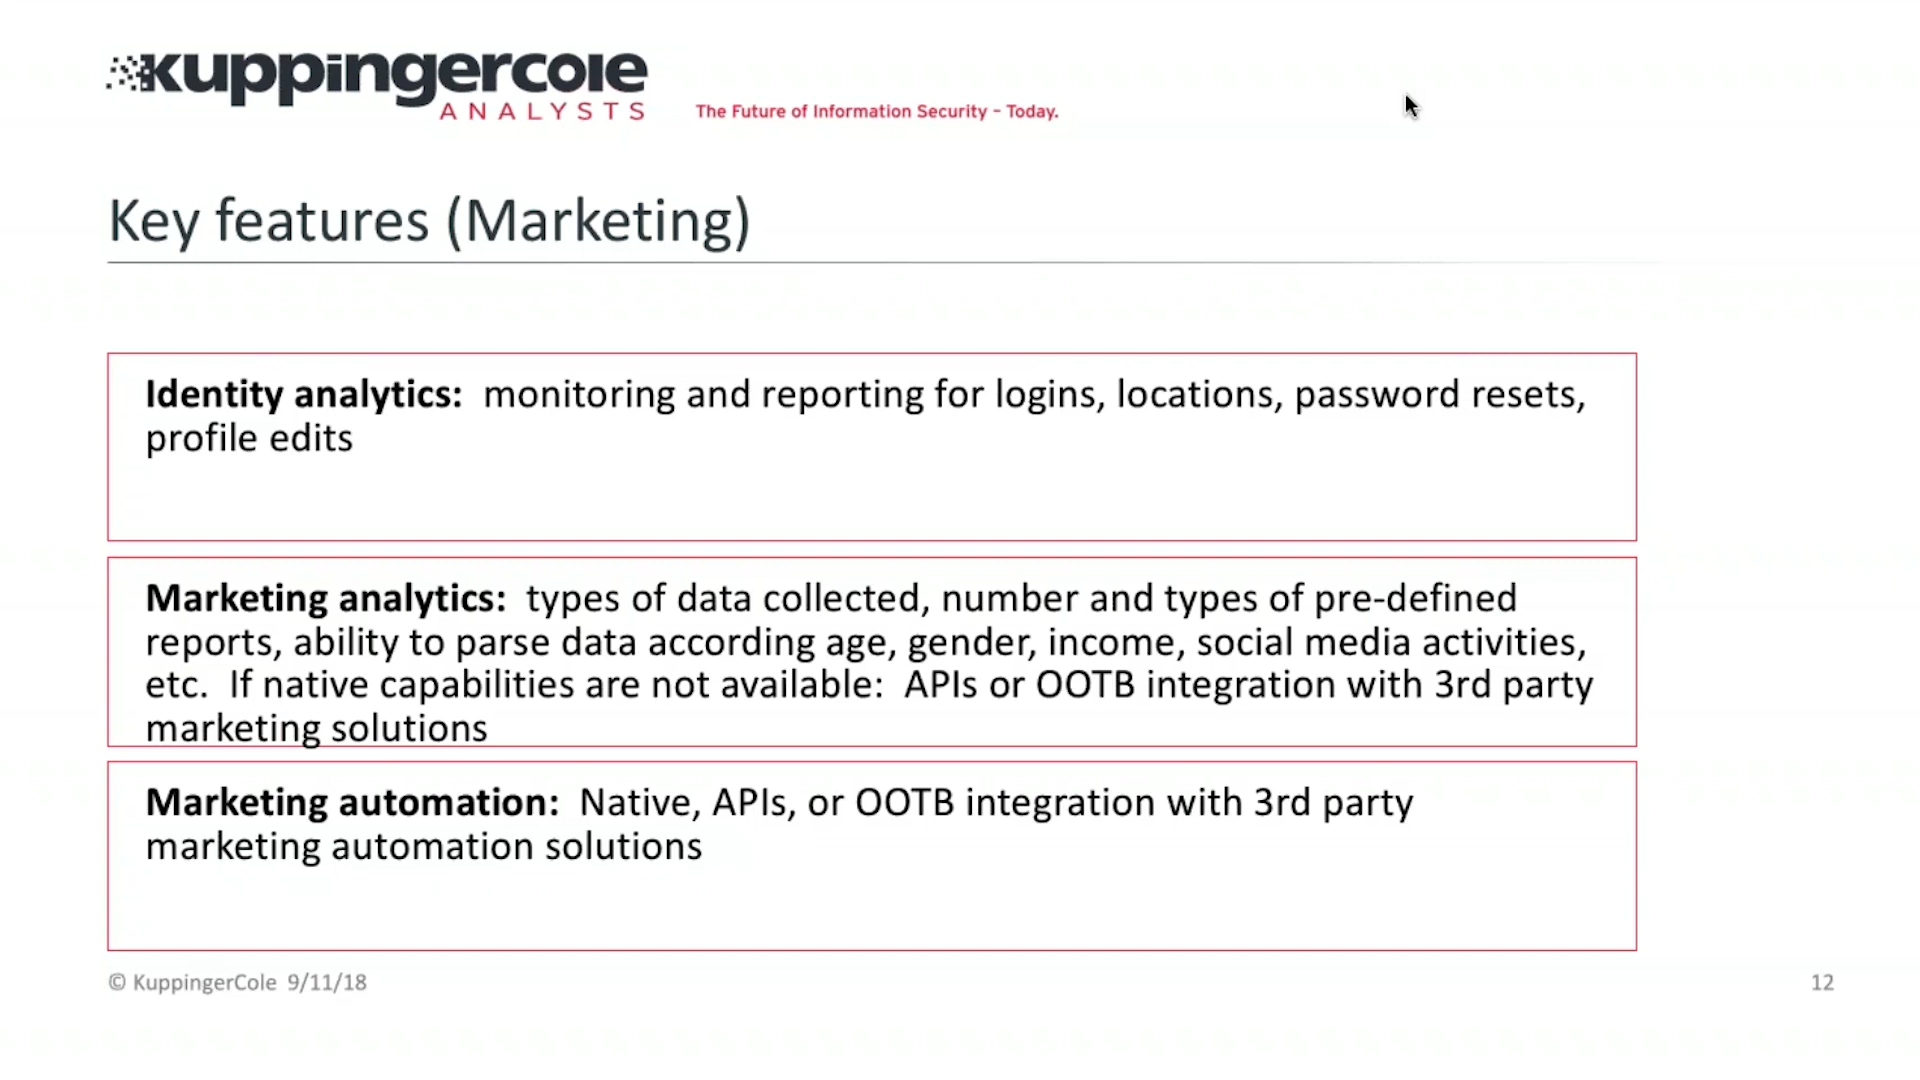 kuppingercole
ANALYSTS
The Future of Information Security - Today.
Key features (Marketing)
Identity analytics:  monitoring and reporting for logins, locations, password resets,
profile edits
Marketing analytics:  types of data collected, number and types of pre-defined
reports, ability to parse data according age, gender, income, social media activities,
etc.  If native capabilities are not available:  APIs or OOTB integration with 3rd party
marketing solutions
Marketing automation:  Native, APIs, or OOTB integration with 3rd party
marketing automation solutions
© KuppingerCole 9/11/18
12